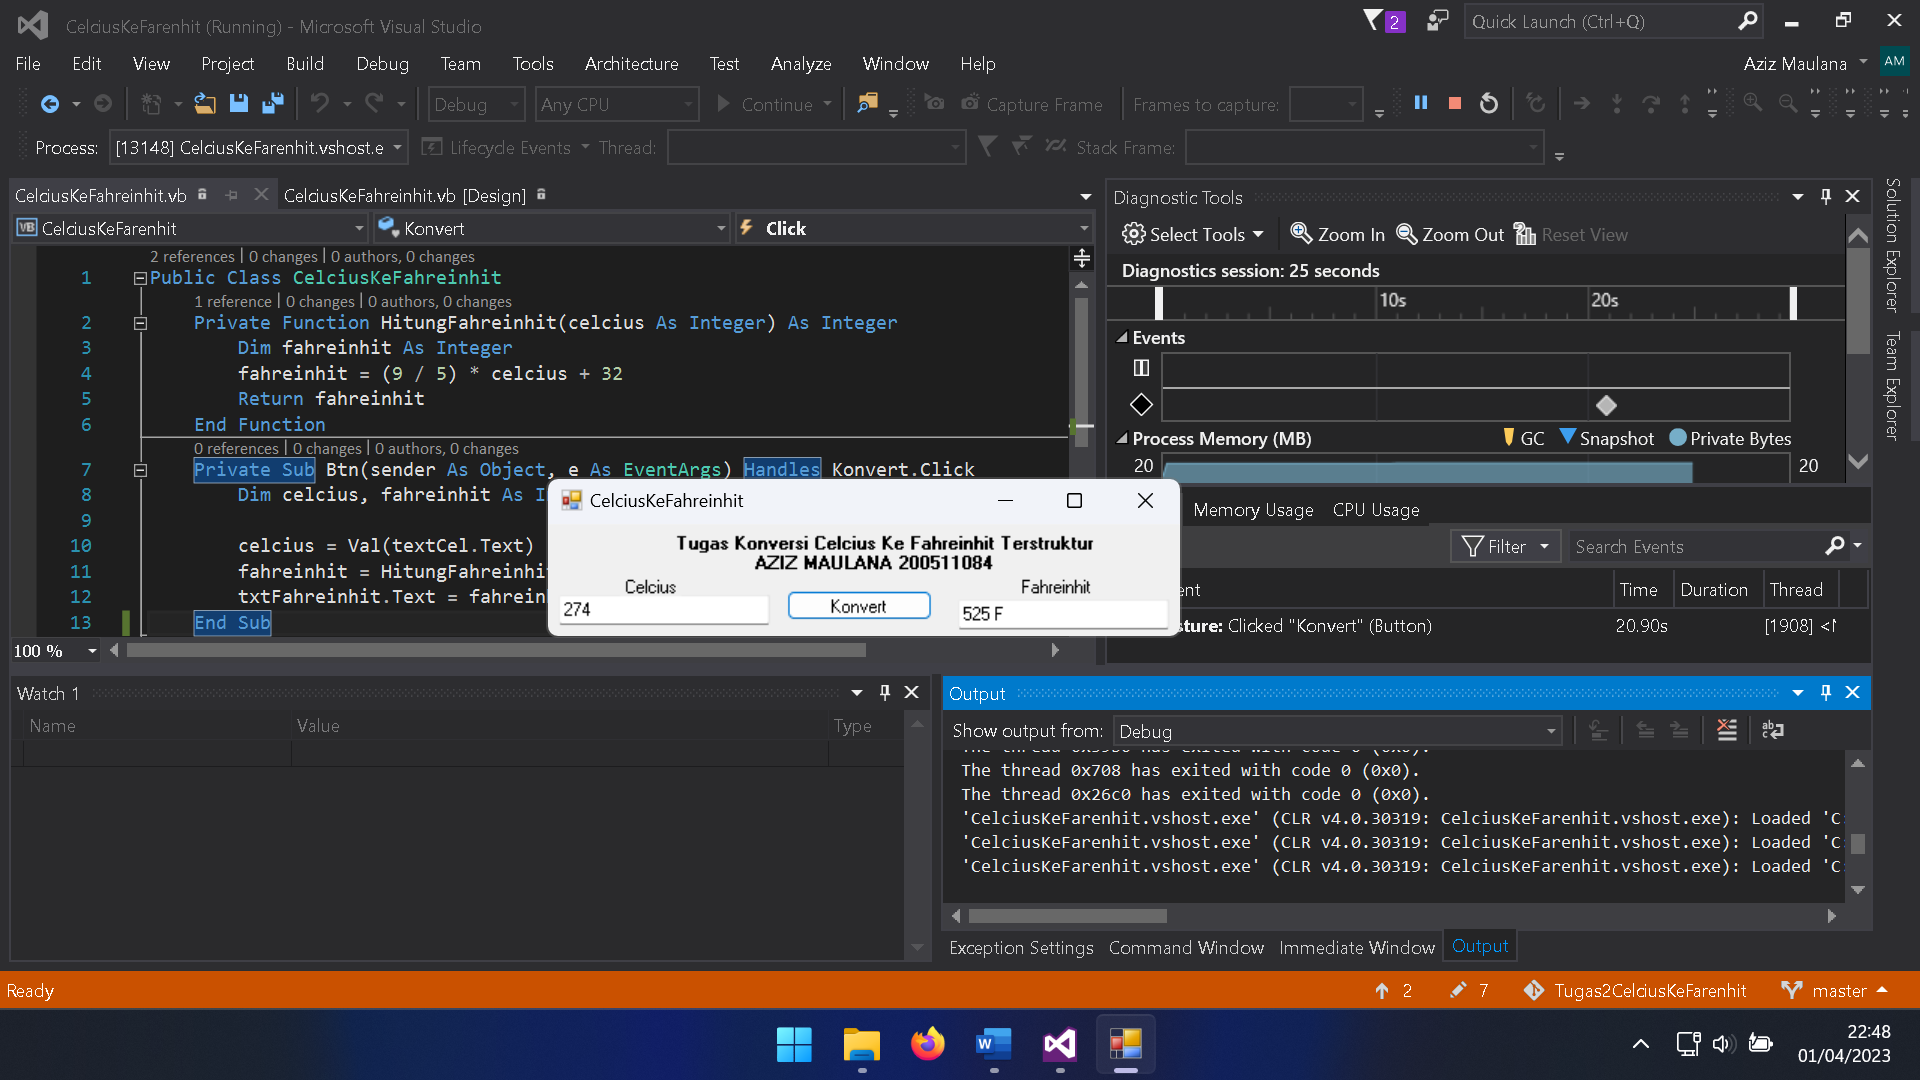 CelciusKeFarenhit (Running) - Microsoft Visual Studio
2
Quick Launch (Ctrl+Q)
File Edit View Project Build Debug Team Tools Architecture Test Analyze Window Help
Aziz Maulana AM
Debug Any CPU Continue Capture Frame Frames to capture:
Process: [13148] CelciusKeFarenhit.vshost.e Lifecycle Events Thread: Stack Frame:
CelciusKeFahreinhit.vb CelciusKeFahreinhit.vb [Design]
VB CelciusKeFarenhit Konvert Click
2 references | 0 changes | 0 authors, 0 changes
1 Public Class CelciusKeFahreinhit
1 reference | 0 changes | 0 authors, 0 changes
2 Private Function HitungFahreinhit(celcius As Integer) As Integer
3 Dim fahreinhit As Integer
4 fahreinhit = (9 / 5) * celcius + 32
5 Return fahreinhit
6 End Function
0 references | 0 changes | 0 authors, 0 changes
7 Private Sub Btn(sender As Object, e As EventArgs) Handles Konvert.Click
8 Dim celcius, fahreinhit As
9
10 celcius = Val(textCel.Text)
11 fahreinhit =
12 txtFahreinhit.Text =
13 End Sub
100 %
CelciusKeFahreinhit
Tugas Konversi Celcius Ke Fahreinhit Terstruktur
AZIZ MAULANA 200511084
Celcius
274
Konvert
Fahreinhit
525 F
Diagnostic Tools
Select Tools Zoom In Zoom Out Reset View
Diagnostics session: 25 seconds
10s 20s
Events
Process Memory (MB) GC Snapshot Private Bytes
20 20
Memory Usage CPU Usage
Filter Search Events
Time Duration Thread
Clicked "Konvert" (Button) 20.90s [1908]
Solution Explorer
Team Explorer
Watch 1
Name Value Type
Output
Show output from: Debug
The thread 0x708 has exited with code 0 (0x0).
The thread 0x26c0 has exited with code 0 (0x0).
'CelciusKeFarenhit.vshost.exe' (CLR v4.0.30319: CelciusKeFarenhit.vshost.exe): Loaded 'C:
'CelciusKeFarenhit.vshost.exe' (CLR v4.0.30319: CelciusKeFarenhit.vshost.exe): Loaded 'C:
'CelciusKeFarenhit.vshost.exe' (CLR v4.0.30319: CelciusKeFarenhit.vshost.exe): Loaded 'C:
Exception Settings Command Window Immediate Window Output
Ready
2 7 Tugas2CelciusKeFarenhit master
22:48
01/04/2023